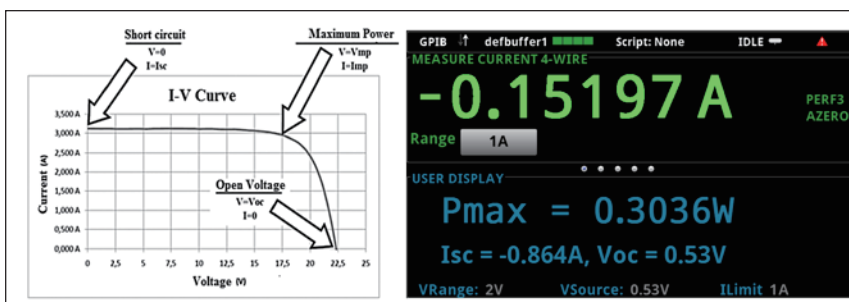 Short circuit
V=0
I=Isc
Maximum Power
V=Vmp
I=Imp
I-V Curve
3,500 A
3,000 A
2,500 A
2,000 A
1,500 A
1,000 A
0,500 A
0,000 A
Current (A)
Open Voltage
V=Voc
I=0
0 2,5 5 7,5 10 12,5 15 17,5 20 22,5 25
Voltage (V)
GPIB defbuffer1 Script: None IDLE
MEASURE CURRENT 4-WIRE
-0.15197 A
PERF3
AZERO
Range 1A
USER DISPLAY
Pmax = 0.3036W
Isc = -0.864A, Voc = 0.53V
VRange: 2V VSource: 0.53V ILimit 1A